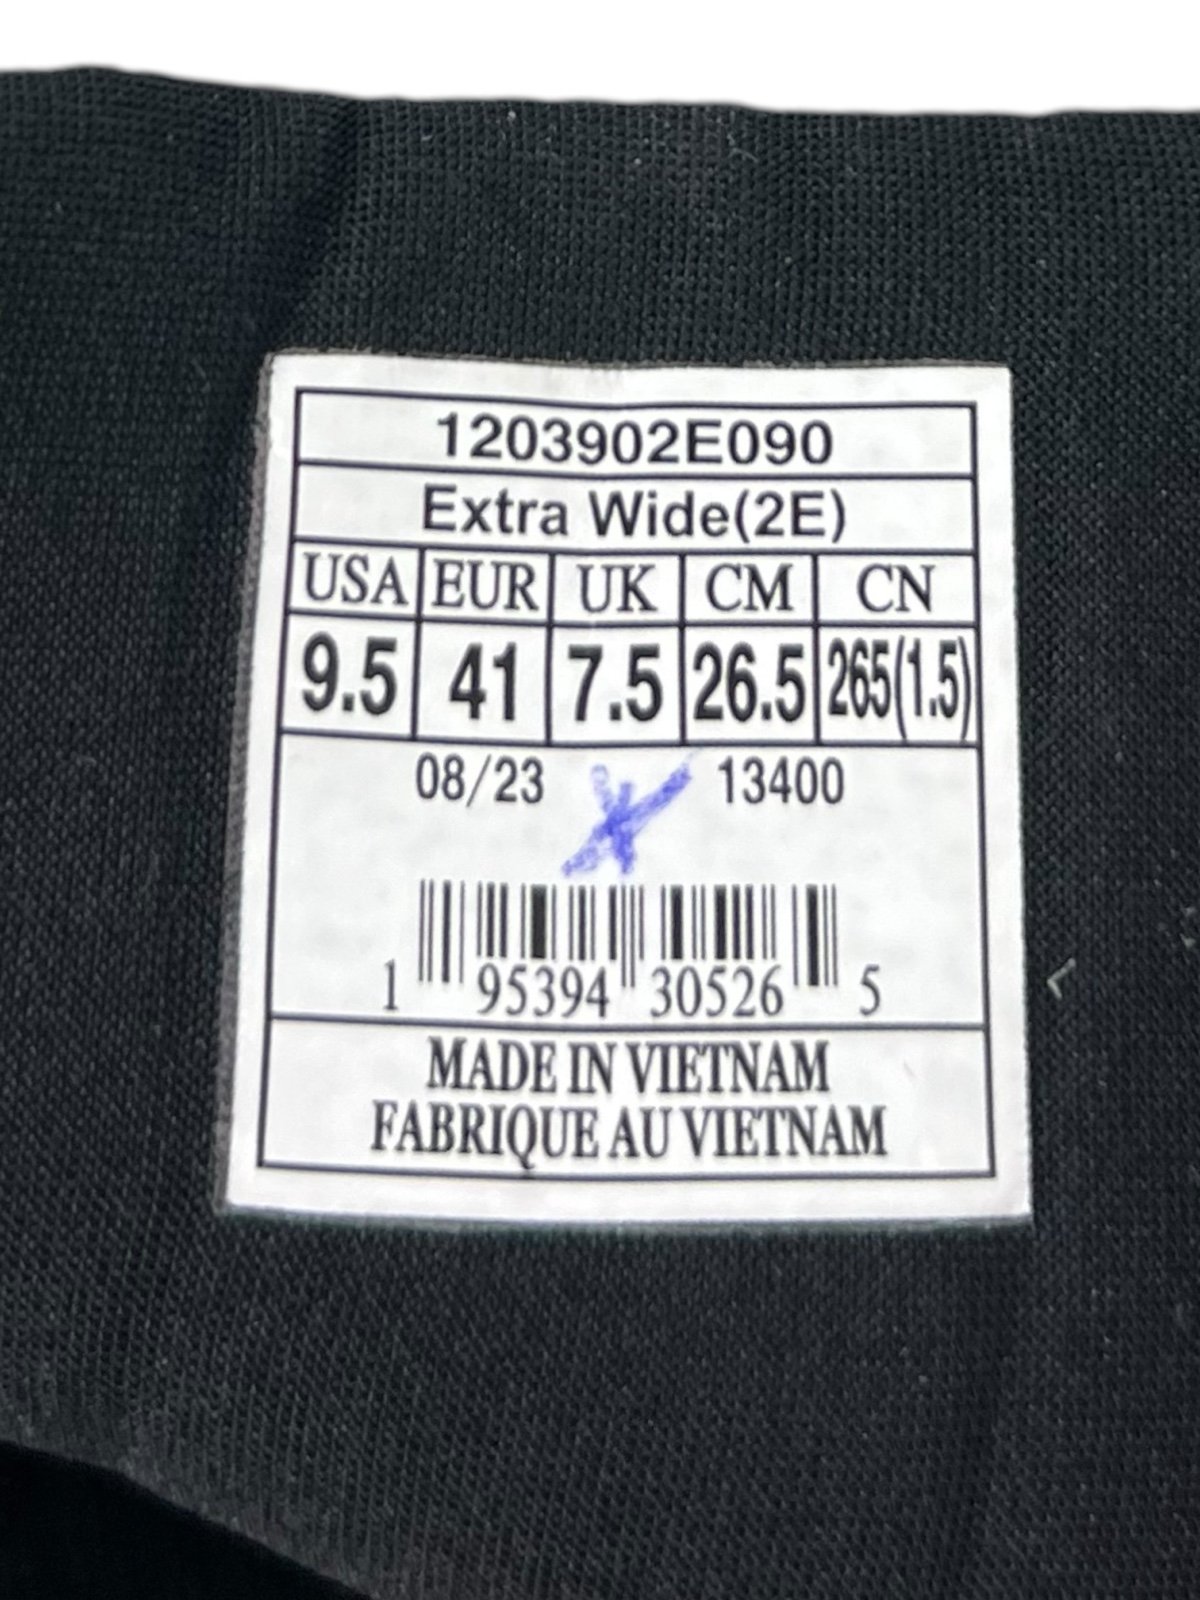 1203902E090
Extra Wide(2E)
USA EUR UK CM CN
9.5 41 7.5 26.5 265(1.5)
08/23 13400
1 95394 30526 5
MADE IN VIETNAM
FABRIQUE AU VIETNAM